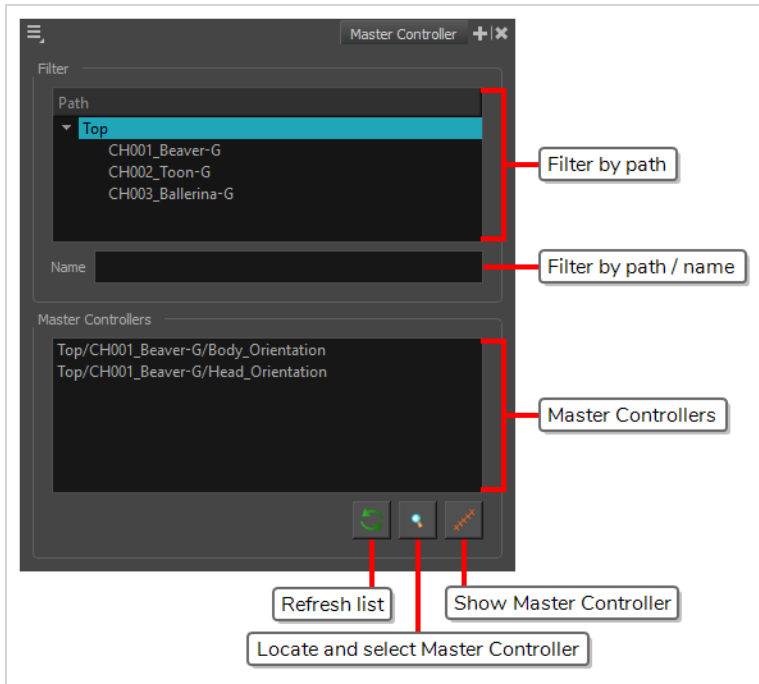 Master Controller
Filter
Path
Top
CH001_Beaver-G
CH002_Toon-G
CH003_Ballerina-G
Filter by path
Name
Filter by path / name
Master Controllers
Top/CH001_Beaver-G/Body_Orientation
Top/CH001_Beaver-G/Head_Orientation
Master Controllers
Refresh list
Show Master Controller
Locate and select Master Controller